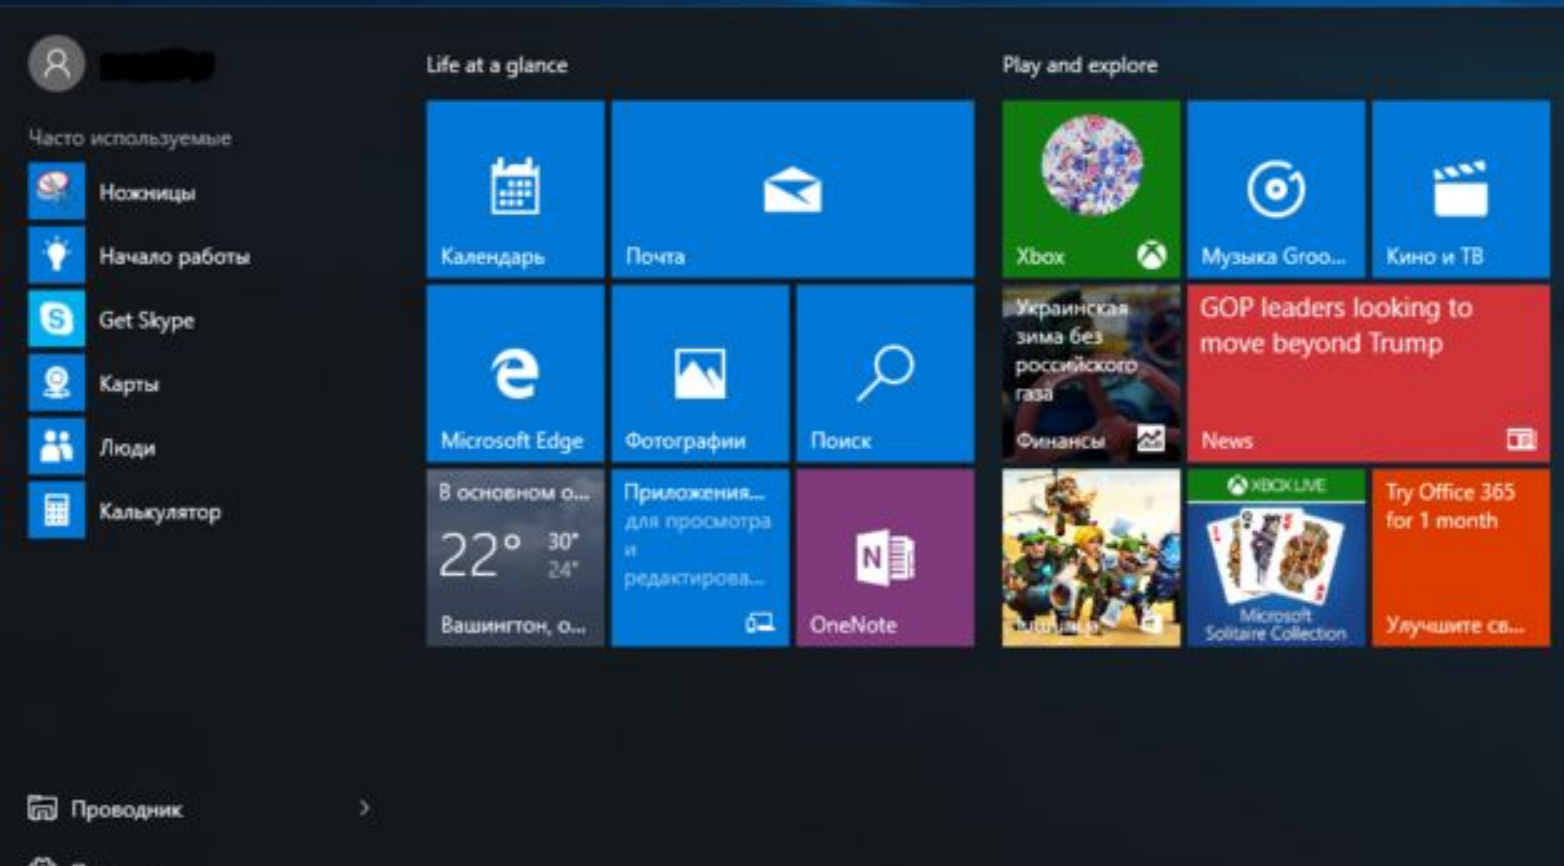 Часто используемые
Ножницы
Начало работы
Get Skype
Карты
Люди
Калькулятор
Проводник
Life at a glance
Календарь
Почта
Microsoft Edge
Фотографии
Поиск
В основном о...
22° 30°
24°
Вашингтон, о...
Приложения...
для просмотра
и
редактирова...
OneNote
Play and explore
Xbox
Музыка Groo...
Кино и ТВ
Украинская
зима без
российского
газа
Финансы
GOP leaders looking to
move beyond Trump
News
XBOX LIVE
Microsoft
Solitaire Collection
Try Office 365
for 1 month
Улучшите св...